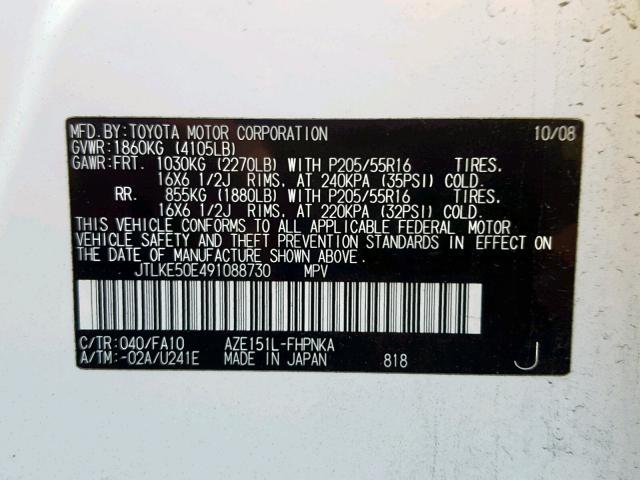 MFD.BY:TOYOTA MOTOR CORPORATION 10/08
GVWR:1860KG (4105LB)
GAWR:FRT. 1030KG (2270LB) WITH P205/55R16 TIRES,
16X6 1/2J RIMS, AT 240KPA (35PSI) COLD.
RR. 855KG (1880LB) WITH P205/55R16 TIRES,
16X6 1/2J RIMS, AT 220KPA (32PSI) COLD.
THIS VEHICLE CONFORMS TO ALL APPLICABLE FEDERAL MOTOR
VEHICLE SAFETY AND THEFT PREVENTION STANDARDS IN EFFECT ON
THE DATE OF MANUFACTURE SHOWN ABOVE.
JTLKE50E491088730 MPV
C/TR:040/FA10 AZE151L-FHPNKA
A/TM:-02A/U241E MADE IN JAPAN 818 J